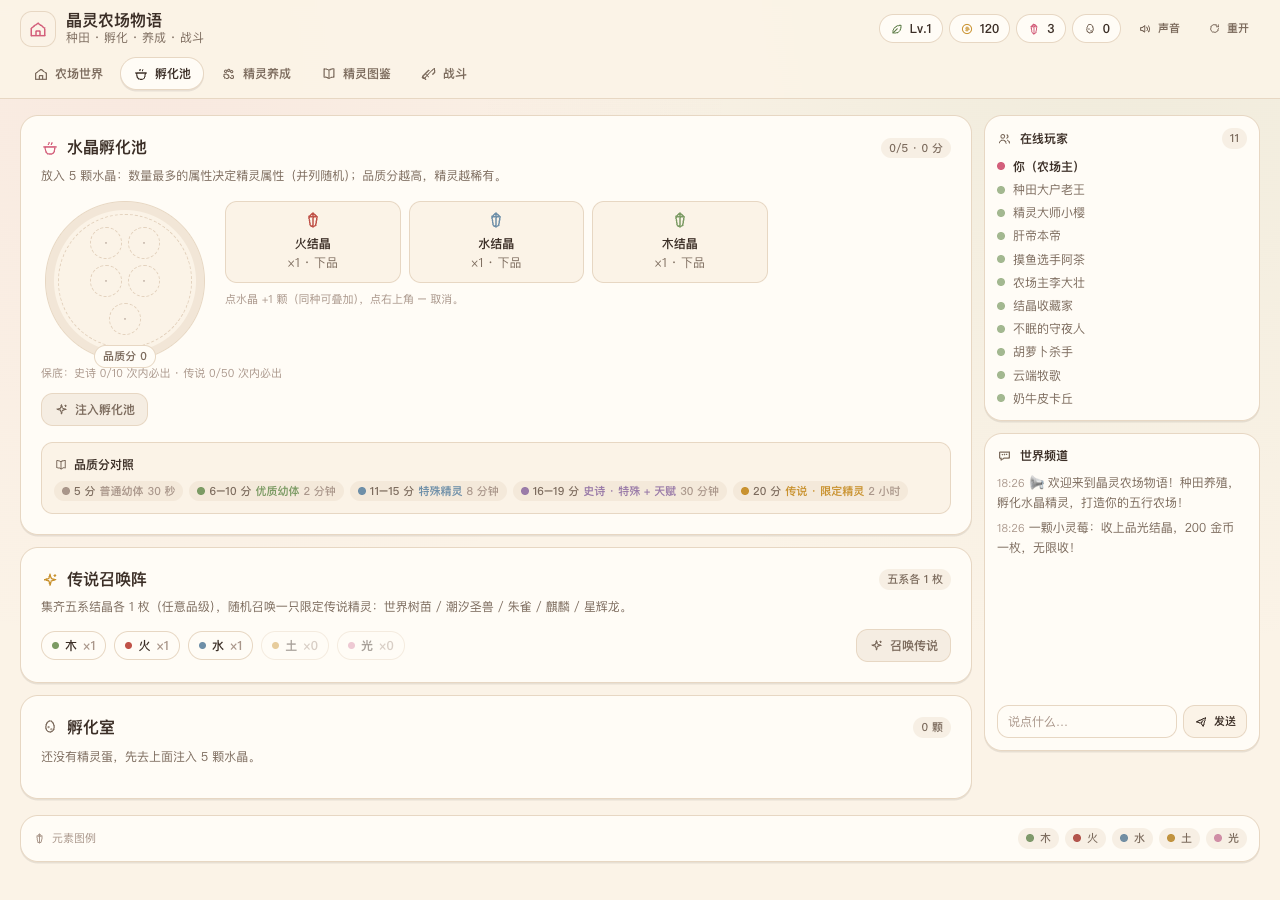 晶灵农场物语
种田 · 孵化 · 养成 · 战斗
Lv.1
120
3
0
声音
重开
农场世界
孵化池
精灵养成
精灵图鉴
战斗
水晶孵化池
0/5 · 0 分
放入 5 颗水晶：数量最多的属性决定精灵属性（并列随机）；品质分越高，精灵越稀有。
火结晶
×1 · 下品
水结晶
×1 · 下品
木结晶
×1 · 下品
点水晶 +1 颗（同种可叠加），点右上角 − 取消。
品质分 0
保底：史诗 0/10 次内必出 · 传说 0/50 次内必出
注入孵化池
品质分对照
5 分 普通幼体 30 秒
6–10 分 优质幼体 2 分钟
11–15 分 特殊精灵 8 分钟
16–19 分 史诗 · 特殊 + 天赋 30 分钟
20 分 传说 · 限定精灵 2 小时
传说召唤阵
五系各 1 枚
集齐五系结晶各 1 枚（任意品级），随机召唤一只限定传说精灵：世界树苗 / 潮汐圣兽 / 朱雀 / 麒麟 / 星辉龙。
木 ×1
火 ×1
水 ×1
土 ×0
光 ×0
召唤传说
孵化室
0 颗
还没有精灵蛋，先去上面注入 5 颗水晶。
在线玩家
11
你（农场主）
种田大户老王
精灵大师小樱
肝帝本帝
摸鱼选手阿茶
农场主李大壮
结晶收藏家
不眠的守夜人
胡萝卜杀手
云端牧歌
奶牛皮卡丘
世界频道
18:26 📢 欢迎来到晶灵农场物语！种田养殖，
孵化水晶精灵，打造你的五行农场！
18:26 一颗小灵莓：收上品光结晶，200 金币
一枚，无限收！
说点什么…
发送
元素图例
木
火
水
土
光